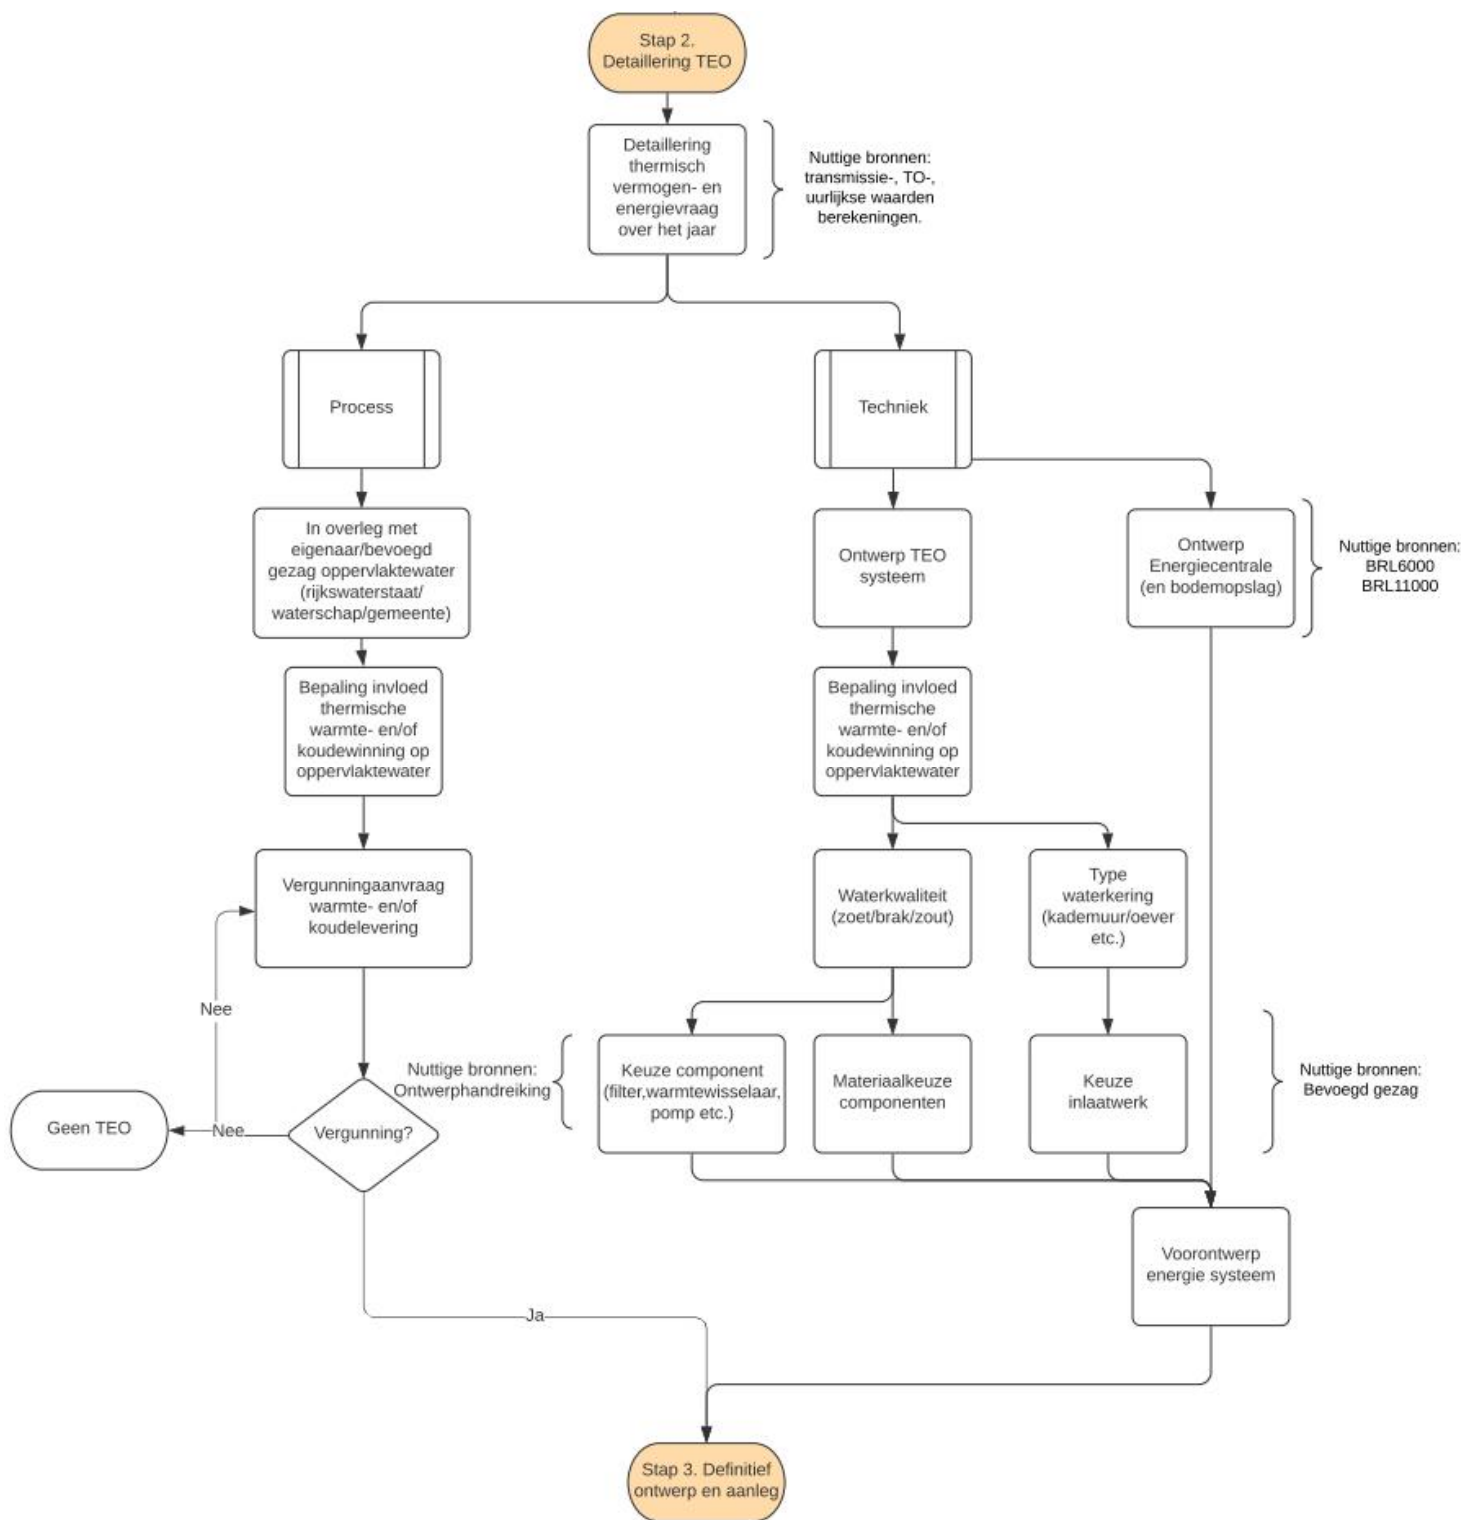 Stap 2.
Detaillering TEO
Detaillering
thermisch
vermogen- en
energievraag
over het jaar
Nuttige bronnen:
transmissie-, TO-,
uurlijkse waarden
berekeningen.
Process
Techniek
In overleg met
eigenaar/bevoegd
gezag oppervlaktewater
(rijkswaterstaat/
waterschap/gemeente)
Ontwerp TEO
systeem
Ontwerp
Energiecentrale
(en bodemopslag)
Nuttige bronnen:
BRL6000
BRL11000
Bepaling invloed
thermische
warmte- en/of
koudewinning op
oppervlaktewater
Bepaling invloed
thermische
warmte- en/of
koudewinning op
oppervlaktewater
Vergunningaanvraag
warmte- en/of
koudelevering
Waterkwaliteit
(zoet/brak/zout)
Type
waterkering
(kademuur/oever
etc.)
Nee
Nuttige bronnen:
Ontwerphandreiking
Keuze component
(filter,warmtewisselaar,
pomp etc.)
Materiaalkeuze
componenten
Keuze
inlaatwerk
Nuttige bronnen:
Bevoegd gezag
Geen TEO
Nee
Vergunning?
Voorontwerp
energie systeem
Ja
Stap 3. Definitief
ontwerp en aanleg